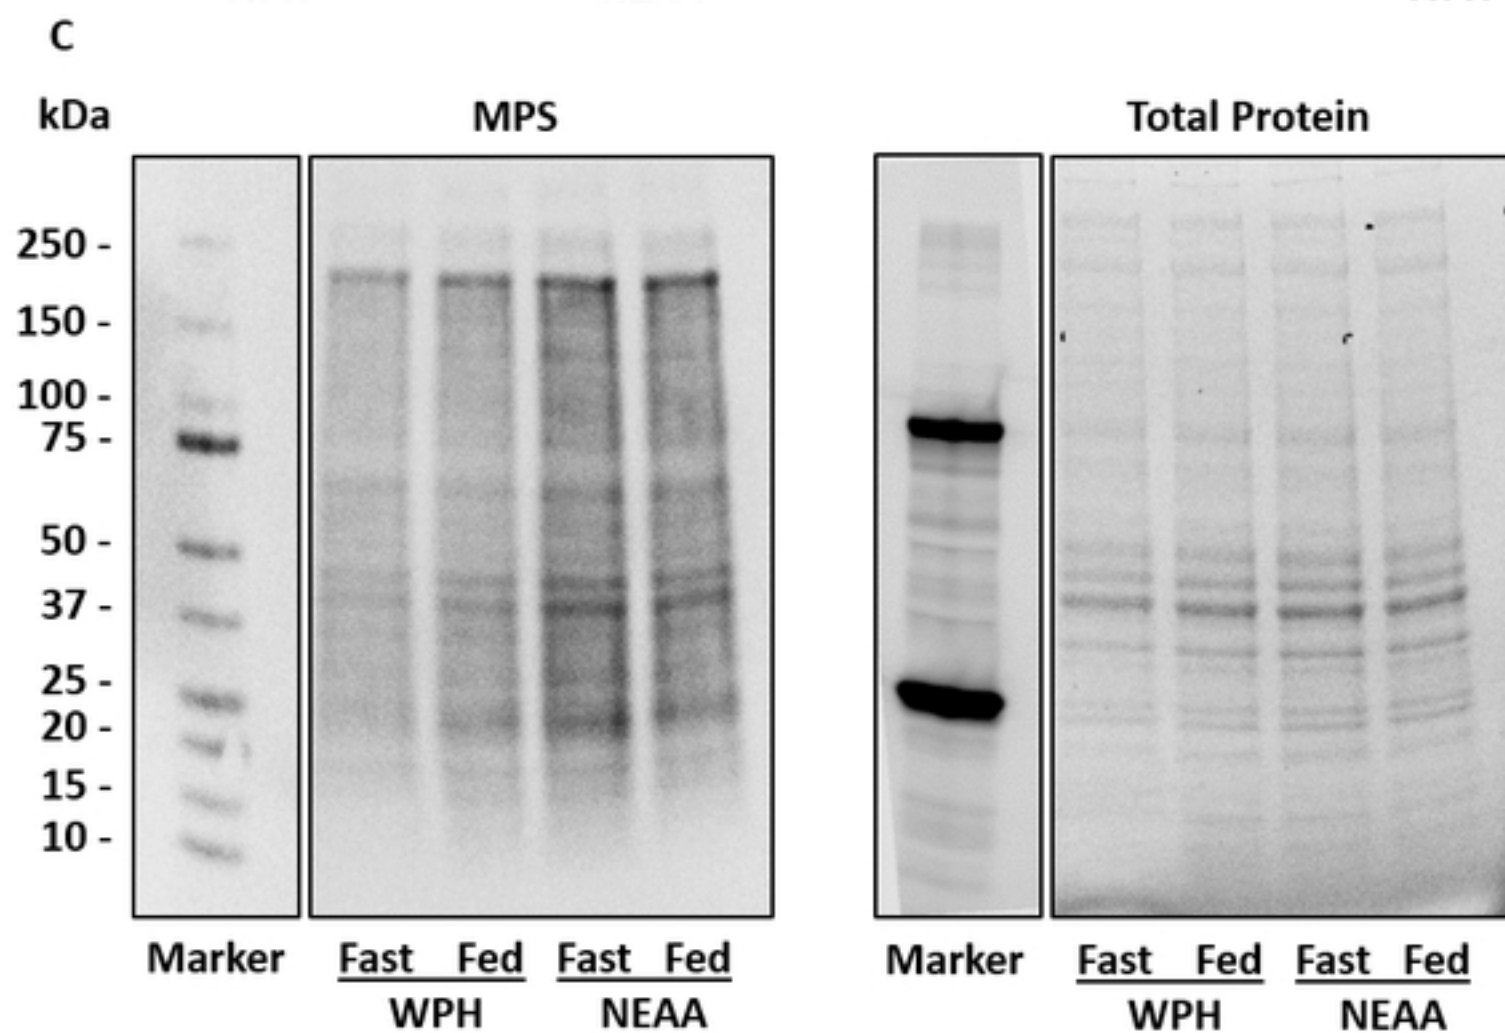 C
kDa
MPS
Total Protein
250 -
150 -
100 -
75 -
50 -
37 -
25 -
20 -
15 -
10 -
Marker Fast Fed Fast Fed Marker Fast Fed Fast Fed
WPH NEAA WPH NEAA